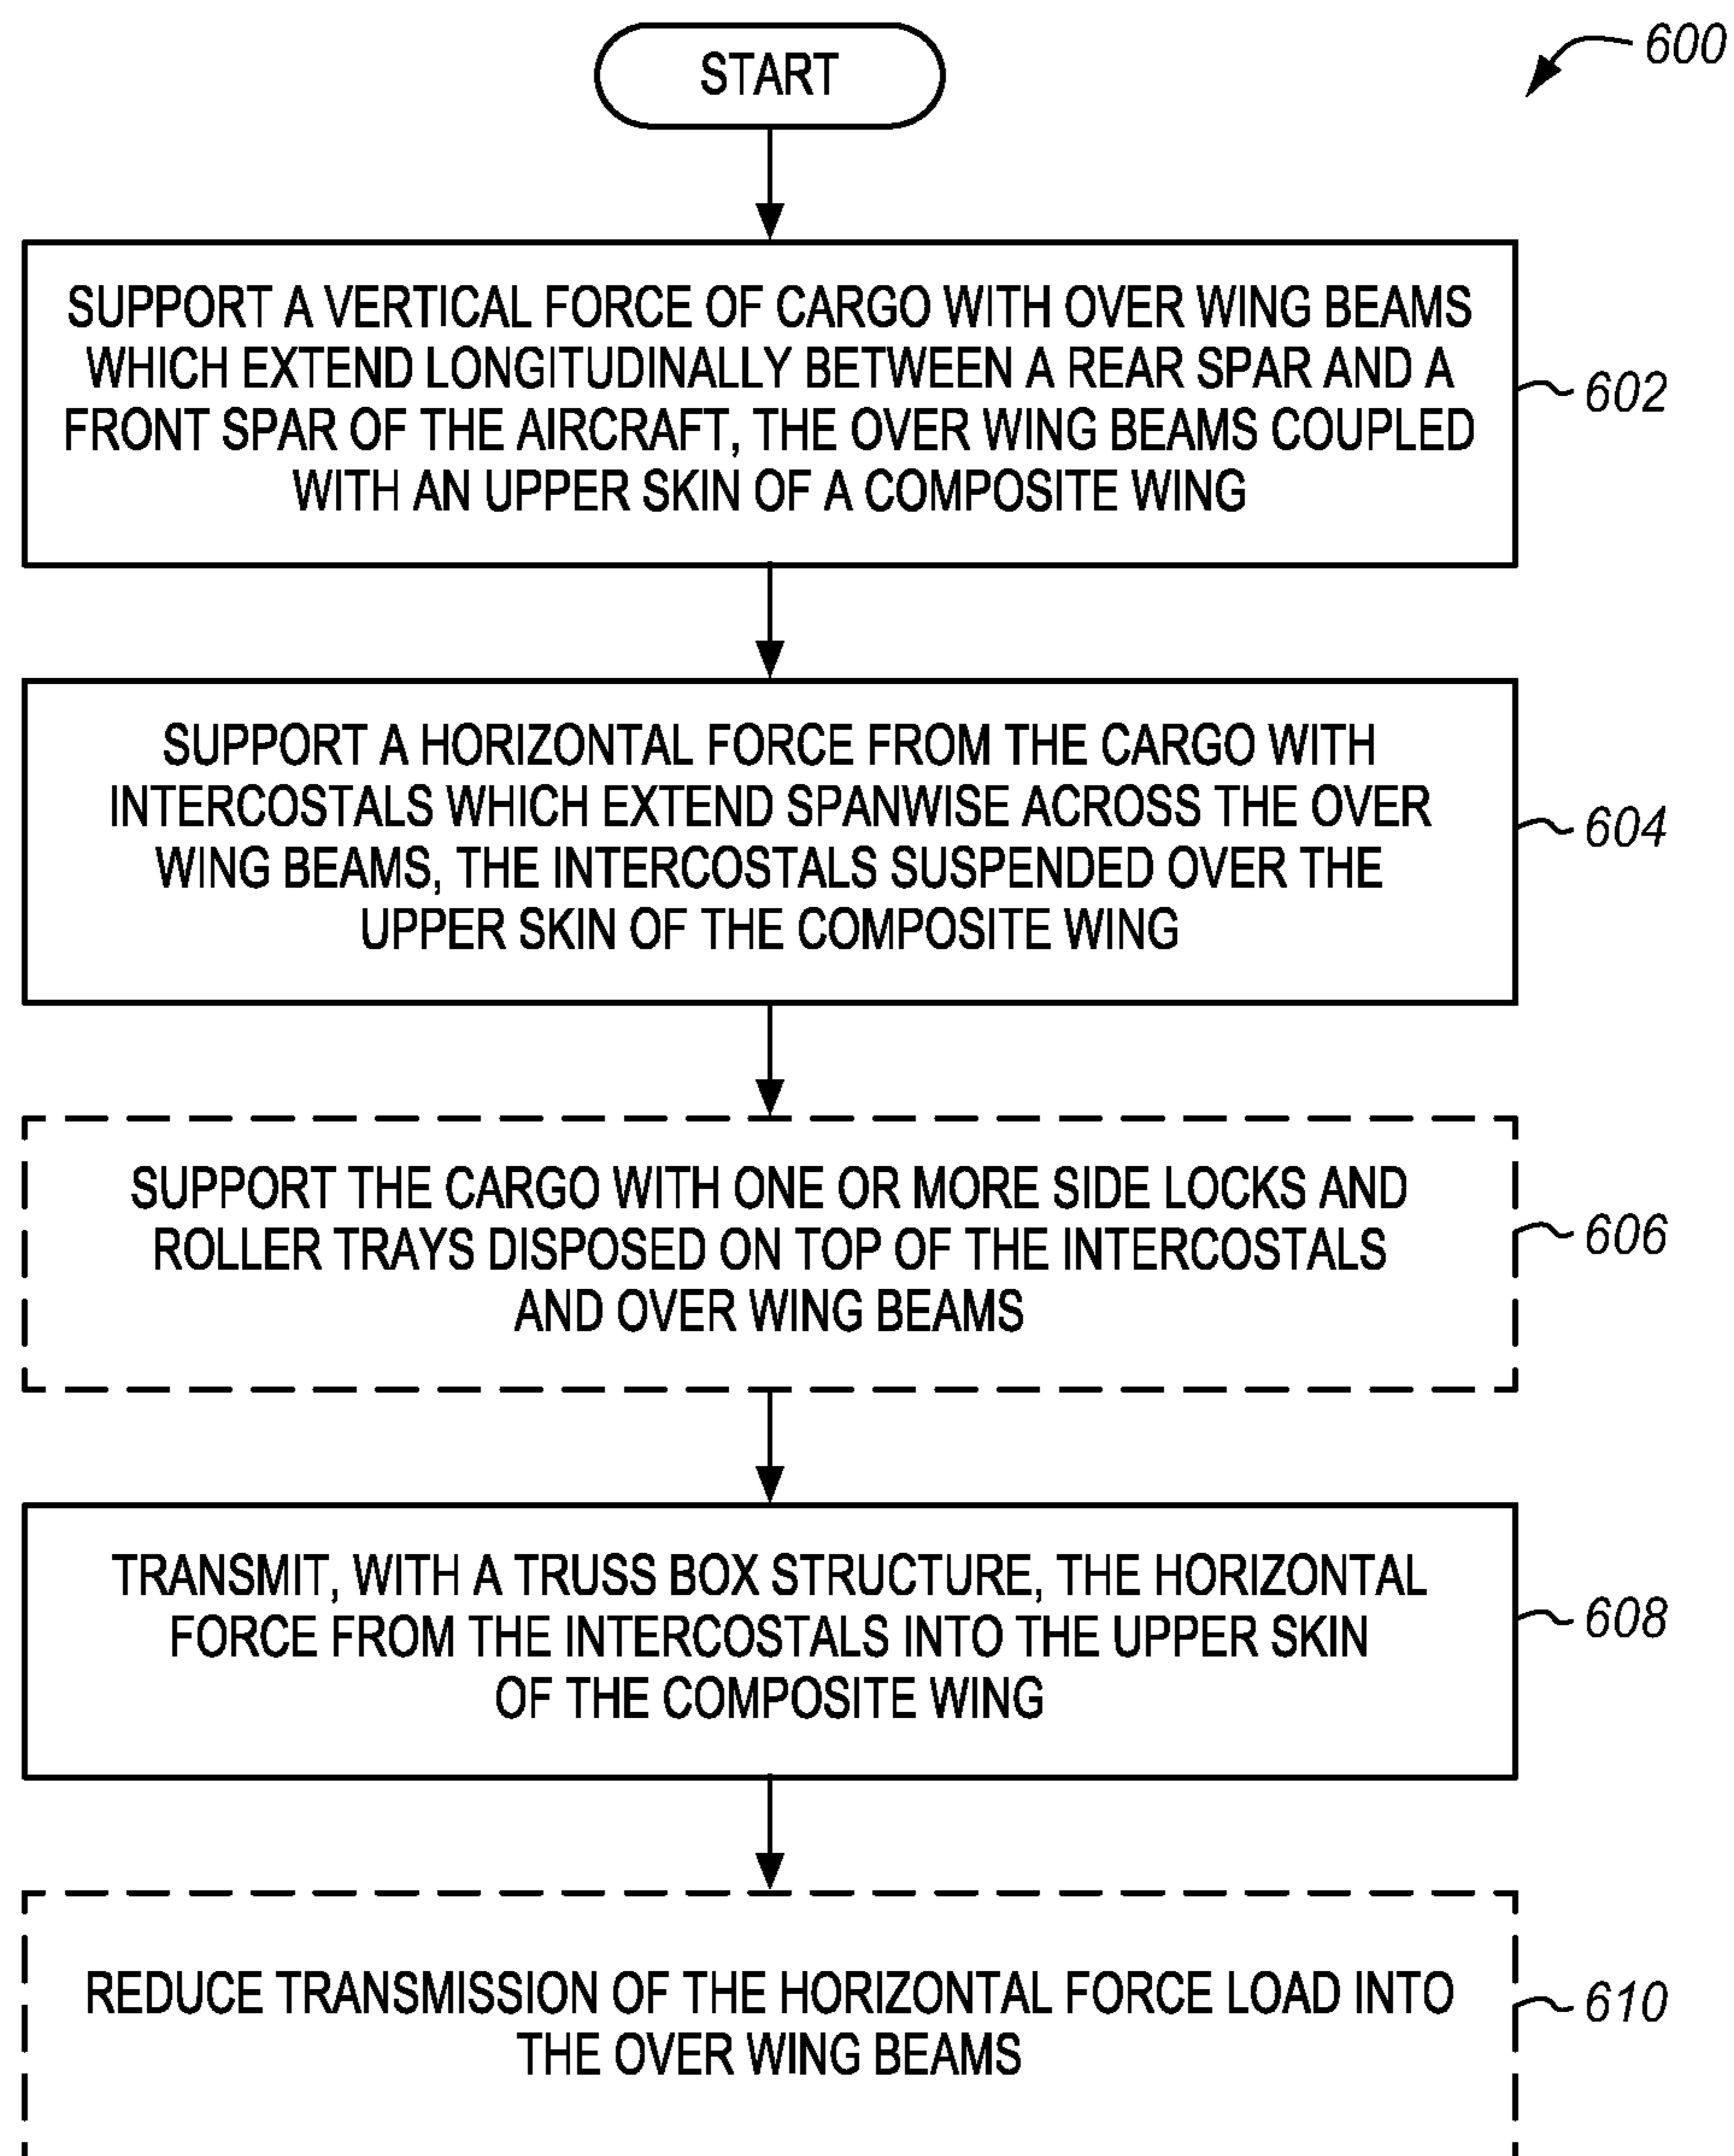 START
600
SUPPORT A VERTICAL FORCE OF CARGO WITH OVER WING BEAMS
WHICH EXTEND LONGITUDINALLY BETWEEN A REAR SPAR AND A
FRONT SPAR OF THE AIRCRAFT, THE OVER WING BEAMS COUPLED
WITH AN UPPER SKIN OF A COMPOSITE WING
602
SUPPORT A HORIZONTAL FORCE FROM THE CARGO WITH
INTERCOSTALS WHICH EXTEND SPANWISE ACROSS THE OVER
WING BEAMS, THE INTERCOSTALS SUSPENDED OVER THE
UPPER SKIN OF THE COMPOSITE WING
604
SUPPORT THE CARGO WITH ONE OR MORE SIDE LOCKS AND
ROLLER TRAYS DISPOSED ON TOP OF THE INTERCOSTALS
AND OVER WING BEAMS
606
TRANSMIT, WITH A TRUSS BOX STRUCTURE, THE HORIZONTAL
FORCE FROM THE INTERCOSTALS INTO THE UPPER SKIN
OF THE COMPOSITE WING
608
REDUCE TRANSMISSION OF THE HORIZONTAL FORCE LOAD INTO
THE OVER WING BEAMS
610